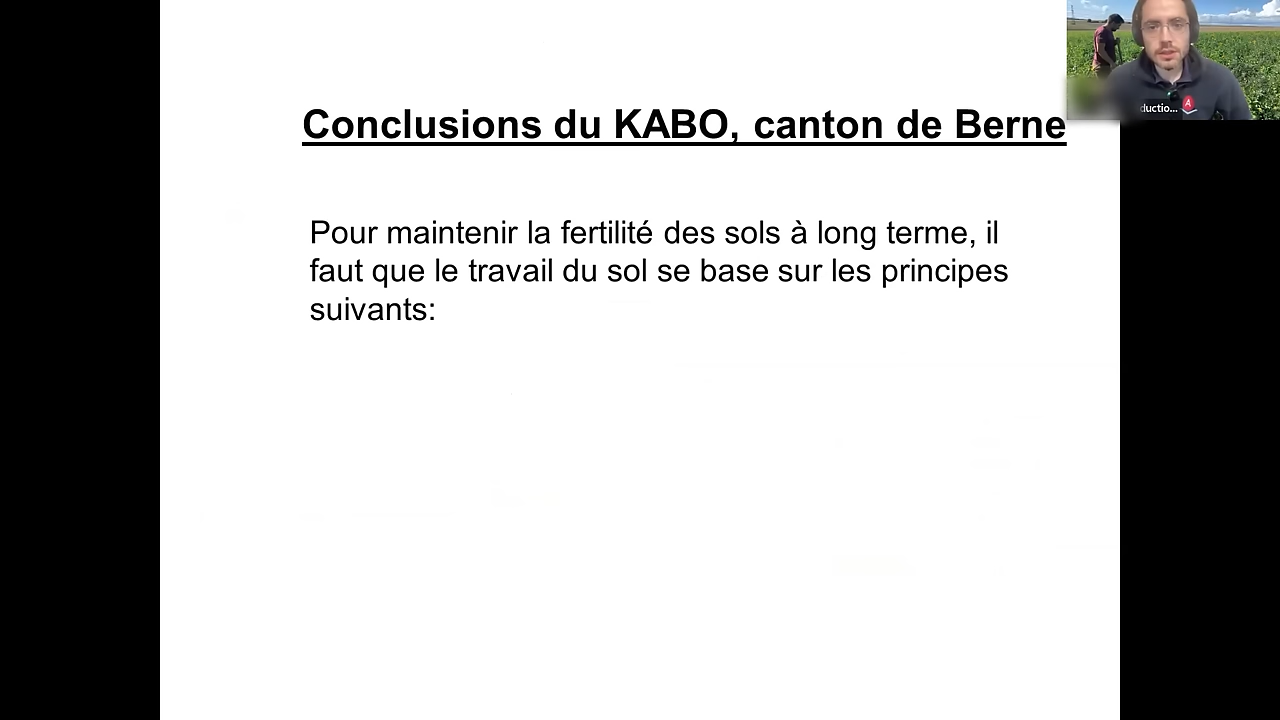 Conclusions du KABO, canton de Berne
Pour maintenir la fertilité des sols à long terme, il
faut que le travail du sol se base sur les principes
suivants:
ductio...
A